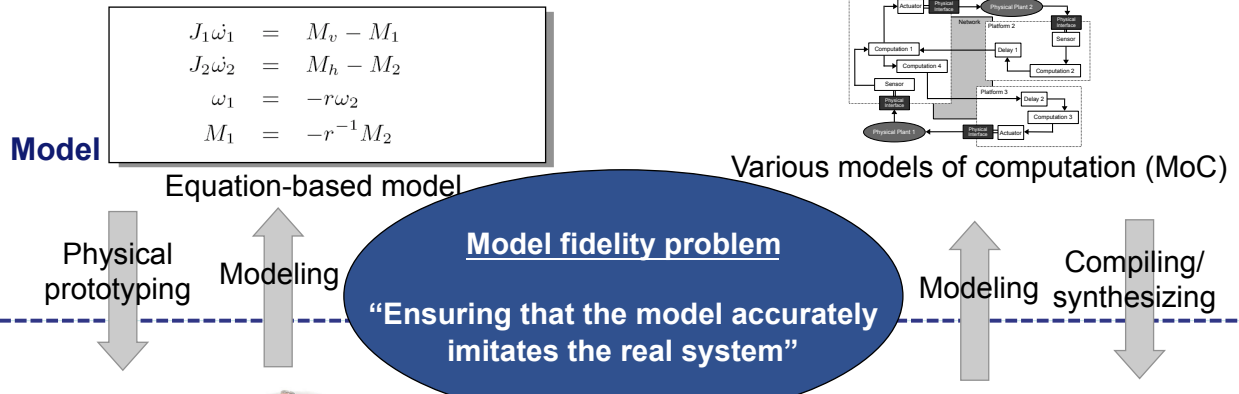 J₁ω̇₁ = Mᵥ − M₁
J₂ω̇₂ = Mₕ − M₂
ω₁ = −rω₂
M₁ = −r⁻¹M₂
Model
Equation-based model
Actuator
Physical
Interface
Physical Plant 2
Network
Physical
Interface
Platform 2
Sensor
Computation 1
Delay 1
Computation 4
Computation 2
Sensor
Physical
Interface
Platform 3
Delay 2
Computation 3
Physical Plant 1
Physical
Interface
Actuator
Various models of computation (MoC)
Physical
prototyping
Modeling
Model fidelity problem
“Ensuring that the model accurately
imitates the real system”
Modeling
Compiling/
synthesizing